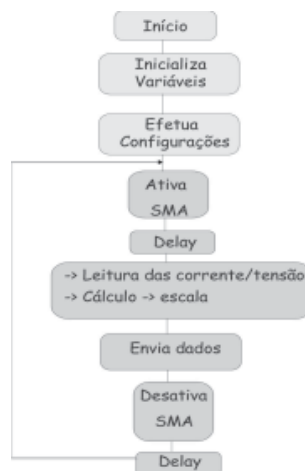 Início
Inicializa
Variáveis
Efetua
Configurações
Ativa
SMA
Delay
-> Leitura das corrente/tensão
-> Cálculo -> escala
Envia dados
Desativa
SMA
Delay